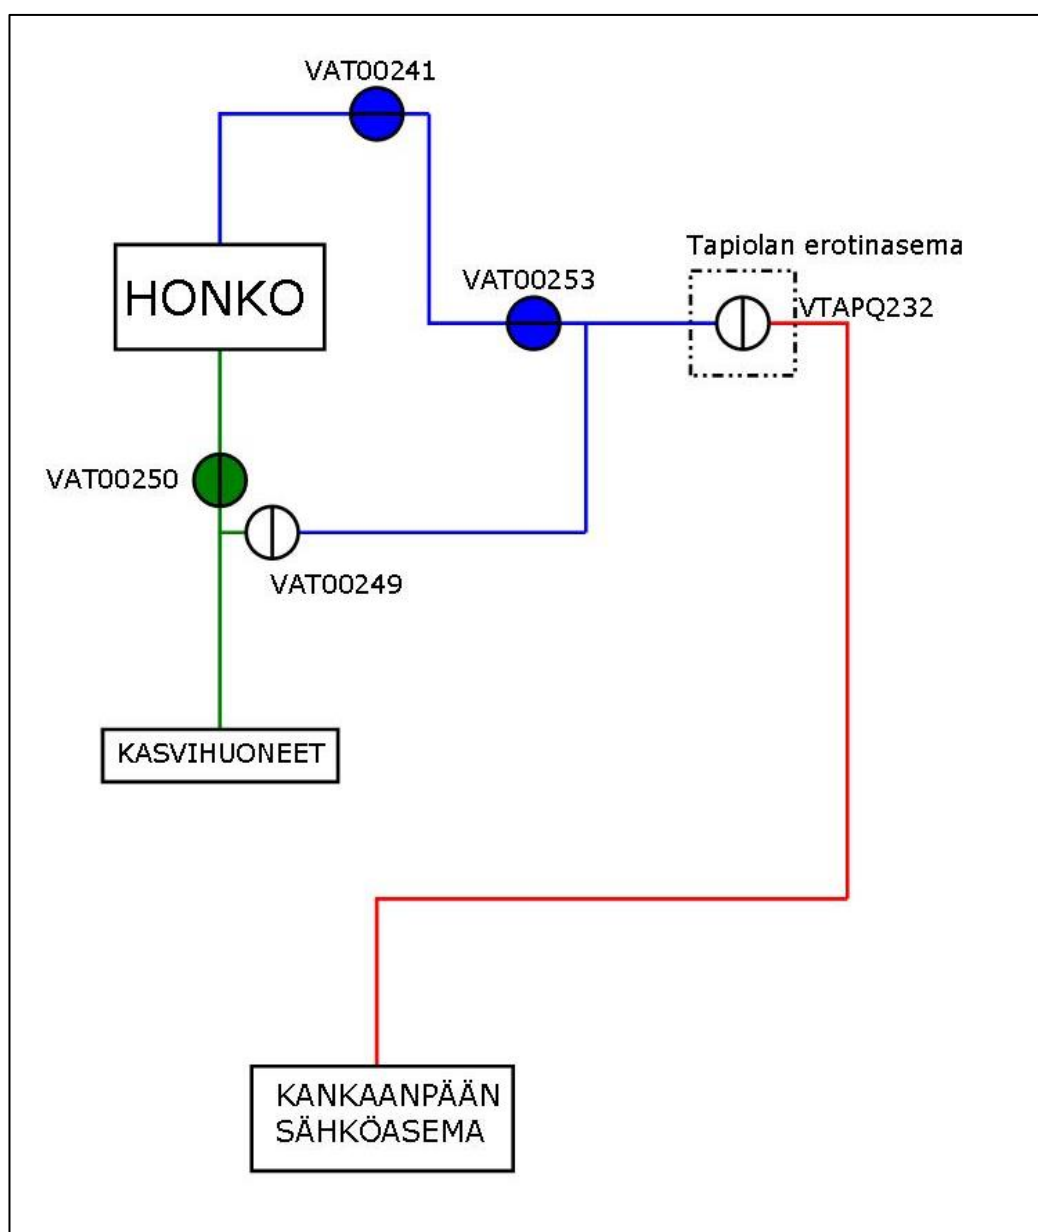 VAT00241
Tapiolan erotinasema
HONKO
VAT00253
VTAPQ232
VAT00250
VAT00249
KASVIHUONEET
KANKAANPÄÄN
SÄHKÖASEMA